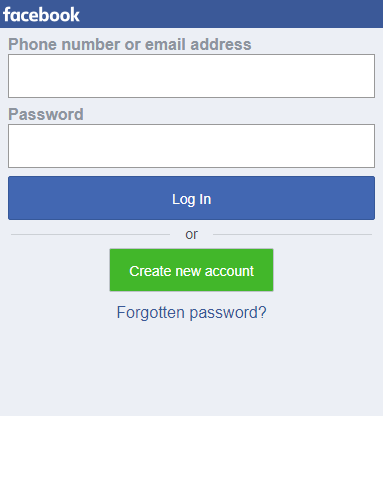 facebook
Phone number or email address
Password
Log In
or
Create new account
Forgotten password?